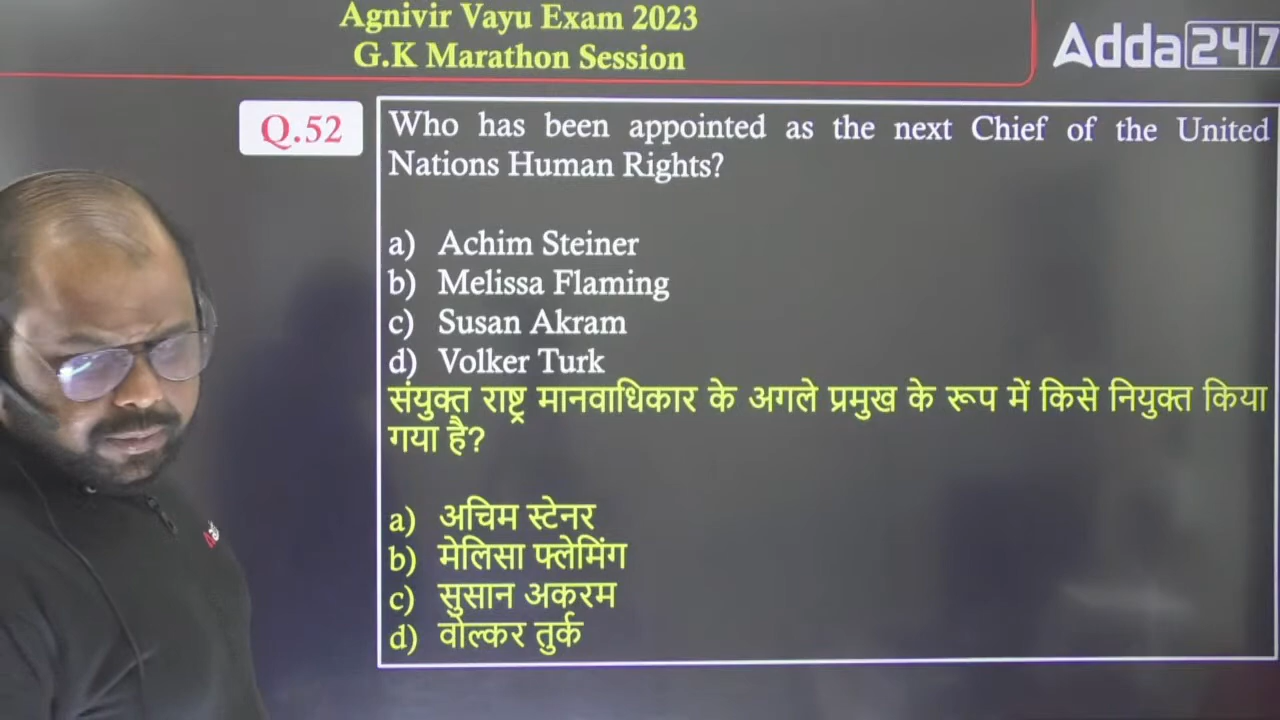 Agnivir Vayu Exam 2023
G.K Marathon Session
Adda247
Q.52
Who has been appointed as the next Chief of the United
Nations Human Rights?
a) Achim Steiner
b) Melissa Flaming
c) Susan Akram
d) Volker Turk
संयुक्त राष्ट्र मानवाधिकार के अगले प्रमुख के रूप में किसे नियुक्त किया
गया है?
a) अचिम स्टेनर
b) मेलिसा फ्लेमिंग
c) सुसान अकरम
d) वोल्कर तुर्क